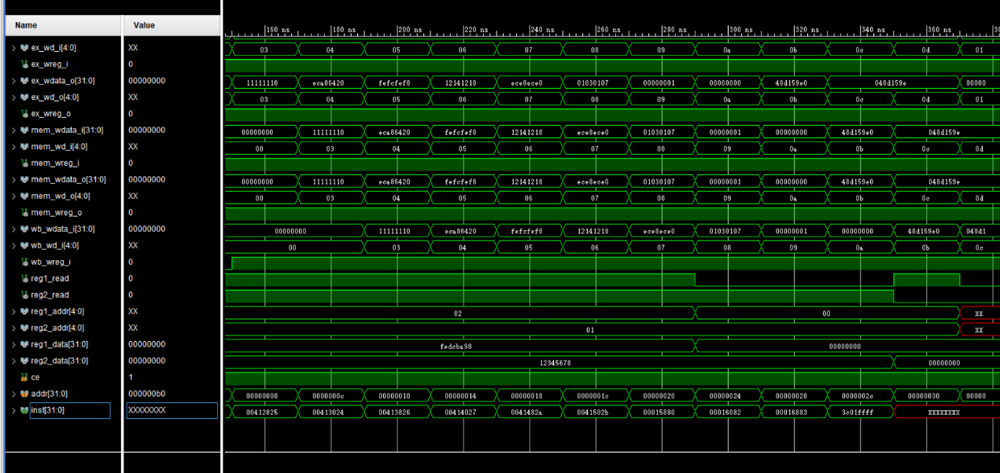 Name Value
160 ns 180 ns 200 ns 220 ns 240 ns 260 ns 280 ns 300 ns 320 ns 340 ns 360 ns 38
ex_wd_i[4:0] XX 03 04 05 06 07 08 09 0a 0b 0c 0d 01
ex_wreg_i 0
ex_wdata_o[31:0] 00000000 11111110 eca86420 fefcfef8 12141218 ece8ece0 01030107 00000001 00000000 48d159e0 048d159e 00000
ex_wd_o[4:0] XX 03 04 05 06 07 08 09 0a 0b 0c 0d 01
ex_wreg_o 0
mem_wdata_i[31:0] 00000000 00000000 11111110 eca86420 fefcfef8 12141218 ece8ece0 01030107 00000001 00000000 48d159e0 048d159e
mem_wd_i[4:0] XX 00 03 04 05 06 07 08 09 0a 0b 0c 0d
mem_wreg_i 0
mem_wdata_o[31:0] 00000000 00000000 11111110 eca86420 fefcfef8 12141218 ece8ece0 01030107 00000001 00000000 48d159e0 048d159e
mem_wd_o[4:0] XX 00 03 04 05 06 07 08 09 0a 0b 0c 0d
mem_wreg_o 0
wb_wdata_i[31:0] 00000000 00000000 11111110 eca86420 fefcfef8 12141218 ece8ece0 01030107 00000001 00000000 48d159e0 048d1
wb_wd_i[4:0] XX 00 03 04 05 06 07 08 09 0a 0b 0c
wb_wreg_i 0
reg1_read 0
reg2_read 0
reg1_addr[4:0] XX 02 00 XX
reg2_addr[4:0] XX 01 XX
reg1_data[31:0] 00000000 fedcba98 00000000
reg2_data[31:0] 00000000 12345678 00000000
ce 1
addr[31:0] 000000b0 00000008 0000000c 00000010 00000014 00000018 0000001c 00000020 00000024 00000028 0000002c 00000030 00000
inst[31:0] XXXXXXXX 00412825 00413024 00413826 00414027 0041482a 0041502b 00015880 00016082 00016883 3c01ffff XXXXXXXX